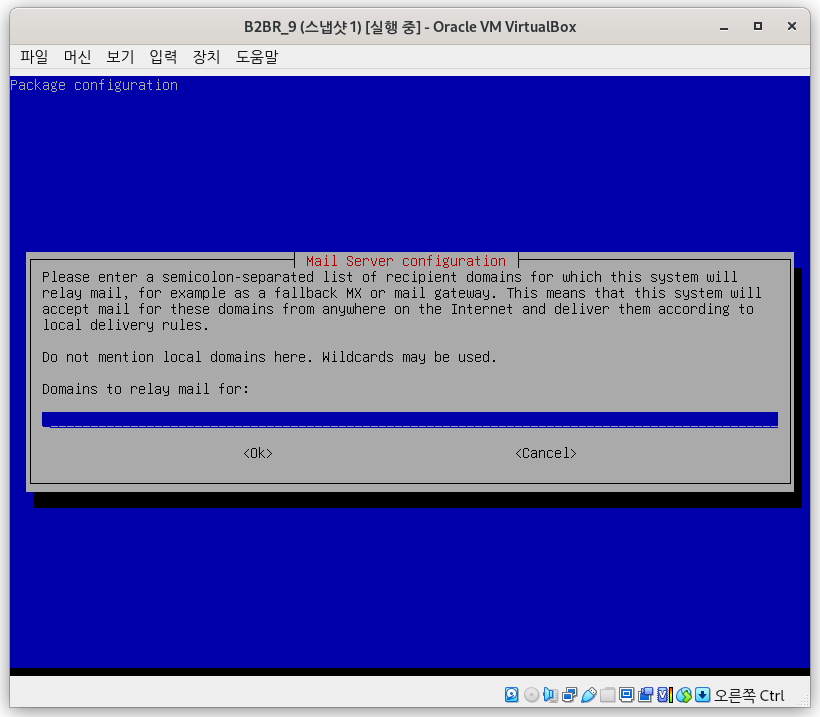 B2BR_9 (스냅샷 1) [실행 중] - Oracle VM VirtualBox
파일 머신 보기 입력 장치 도움말
Package configuration
Mail Server configuration
Please enter a semicolon-separated list of recipient domains for which this system will
relay mail, for example as a fallback MX or mail gateway. This means that this system will
accept mail for these domains from anywhere on the Internet and deliver them according to
local delivery rules.
Do not mention local domains here. Wildcards may be used.
Domains to relay mail for:
<Ok> <Cancel>
오른쪽 Ctrl